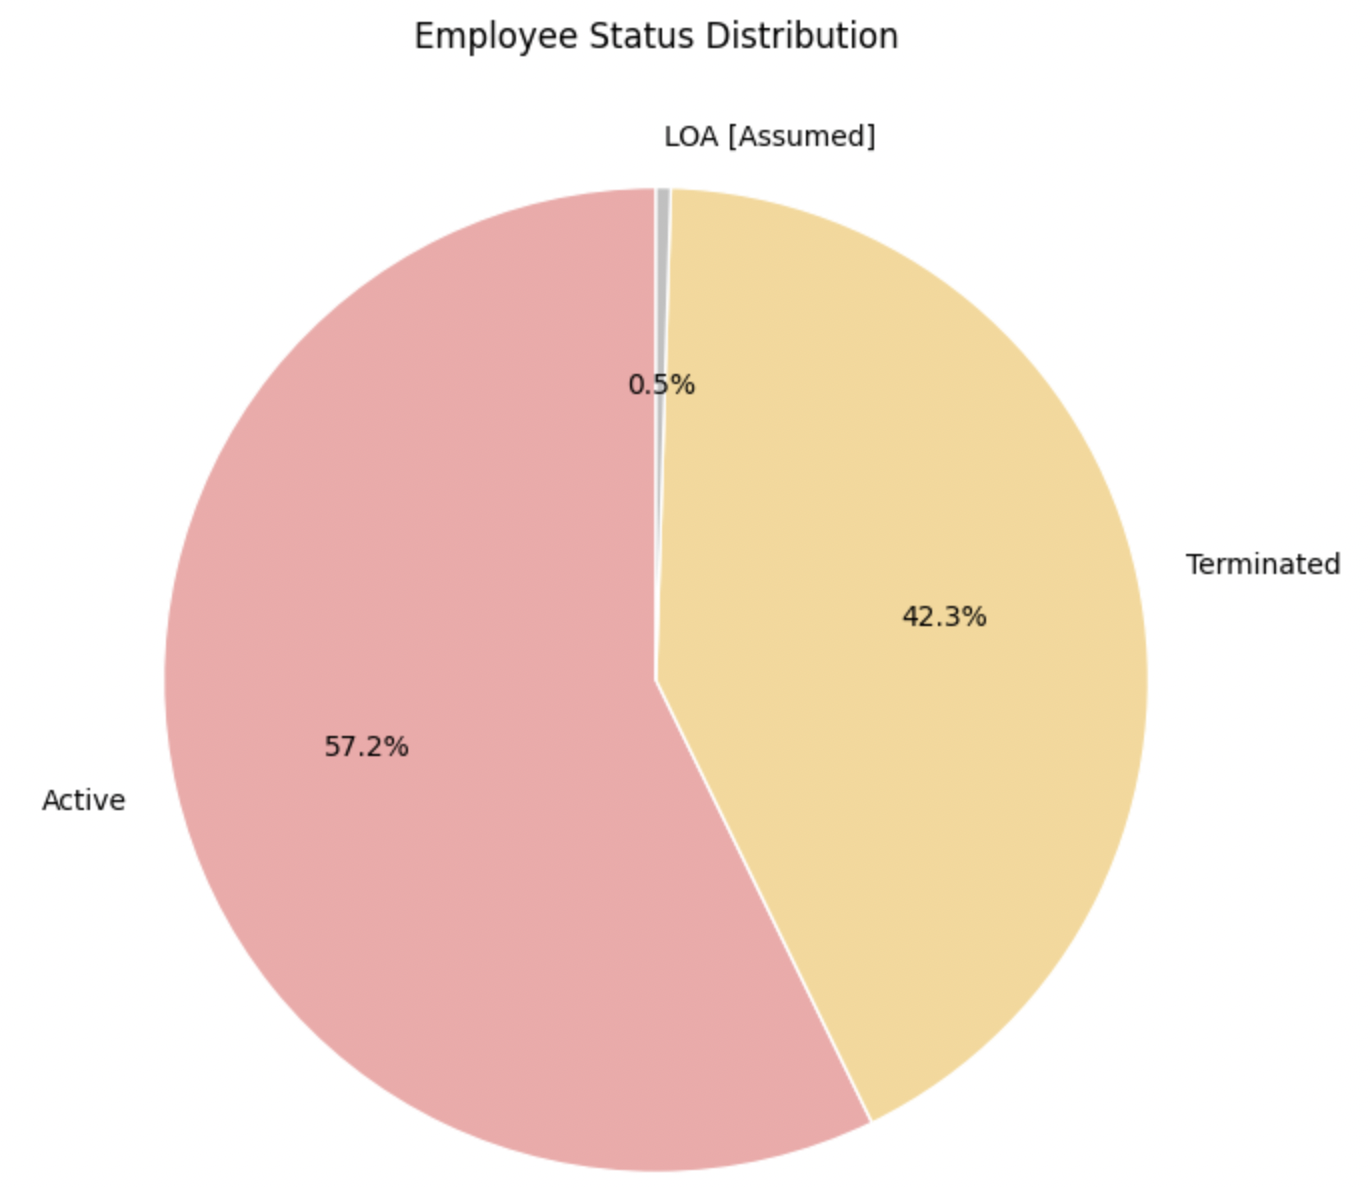 Employee Status Distribution
LOA [Assumed]
0.5%
Terminated
42.3%
57.2%
Active